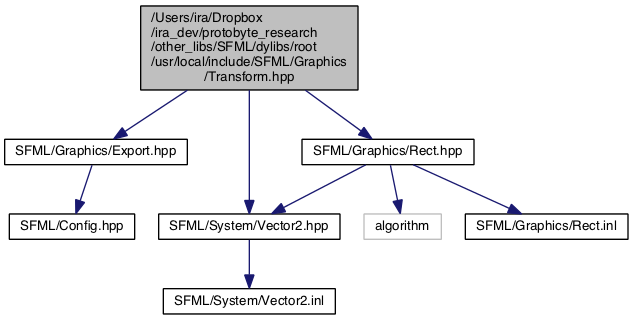 /Users/ira/Dropbox
/ira_dev/protobyte_research
/other_libs/SFML/dylibs/root
/usr/local/include/SFML/Graphics
/Transform.hpp
SFML/Graphics/Export.hpp
SFML/Graphics/Rect.hpp
SFML/Config.hpp
SFML/System/Vector2.hpp
algorithm
SFML/Graphics/Rect.inl
SFML/System/Vector2.inl